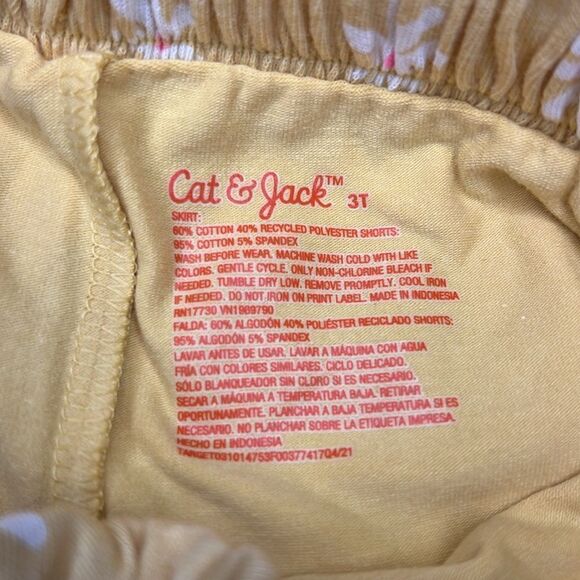 Cat & Jack™ 3T
SKIRT:
60% COTTON 40% RECYCLED POLYESTER SHORTS:
95% COTTON 5% SPANDEX
WASH BEFORE WEAR. MACHINE WASH COLD WITH LIKE
COLORS. GENTLE CYCLE. ONLY NON-CHLORINE BLEACH IF
NEEDED. TUMBLE DRY LOW. REMOVE PROMPTLY. COOL IRON
IF NEEDED. DO NOT IRON ON PRINT LABEL. MADE IN INDONESIA
RN17730 VN1969790
FALDA: 60% ALGODÓN 40% POLIÉSTER RECICLADO SHORTS:
95% ALGODÓN 5% SPANDEX
LAVAR ANTES DE USAR. LAVAR A MÁQUINA CON AGUA
FRÍA CON COLORES SIMILARES. CICLO DELICADO.
SÓLO BLANQUEADOR SIN CLORO SI ES NECESARIO.
SECAR A MÁQUINA A TEMPERATURA BAJA. RETIRAR
OPORTUNAMENTE. PLANCHAR A BAJA TEMPERATURA SI ES
NECESARIO. NO PLANCHAR SOBRE LA ETIQUETA IMPRESA.
HECHO EN INDONESIA
TARGET031014753F00377417Q4/21